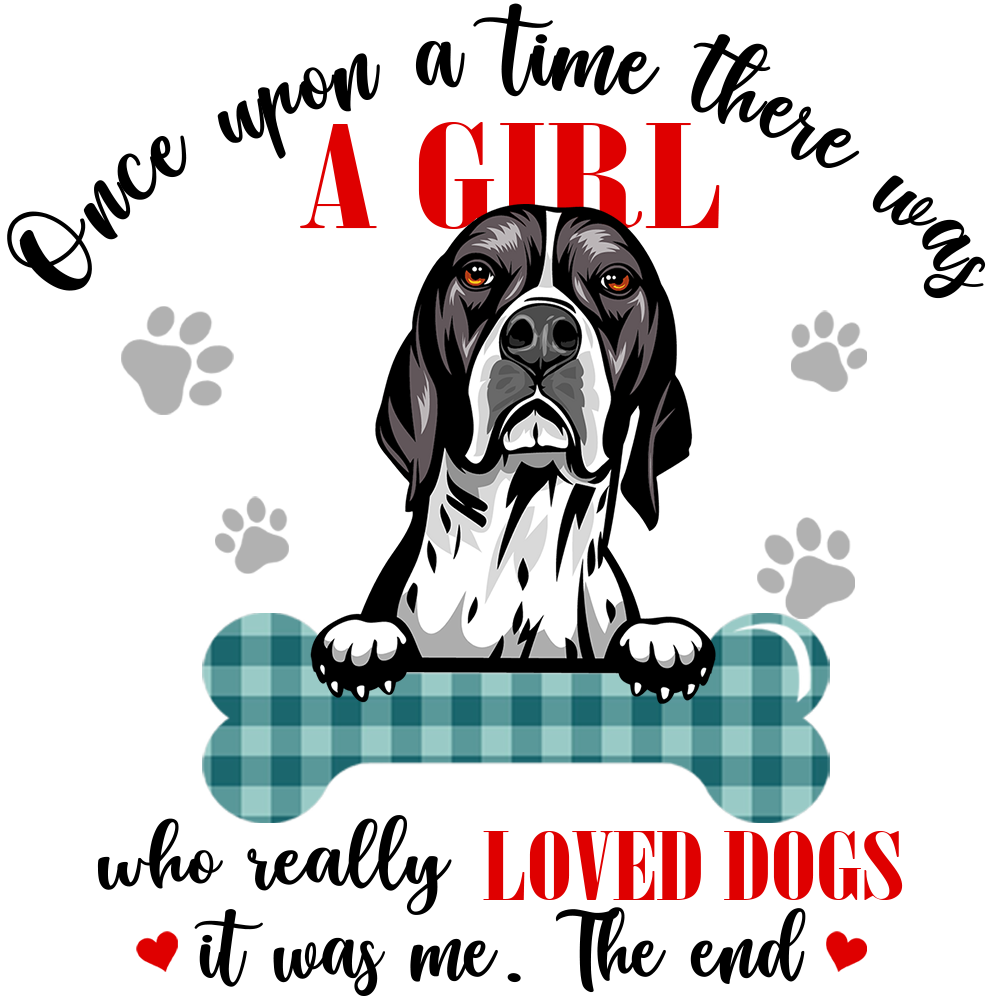 Once upon a time there was
A GIRL
who really LOVED DOGS
it was me. The end